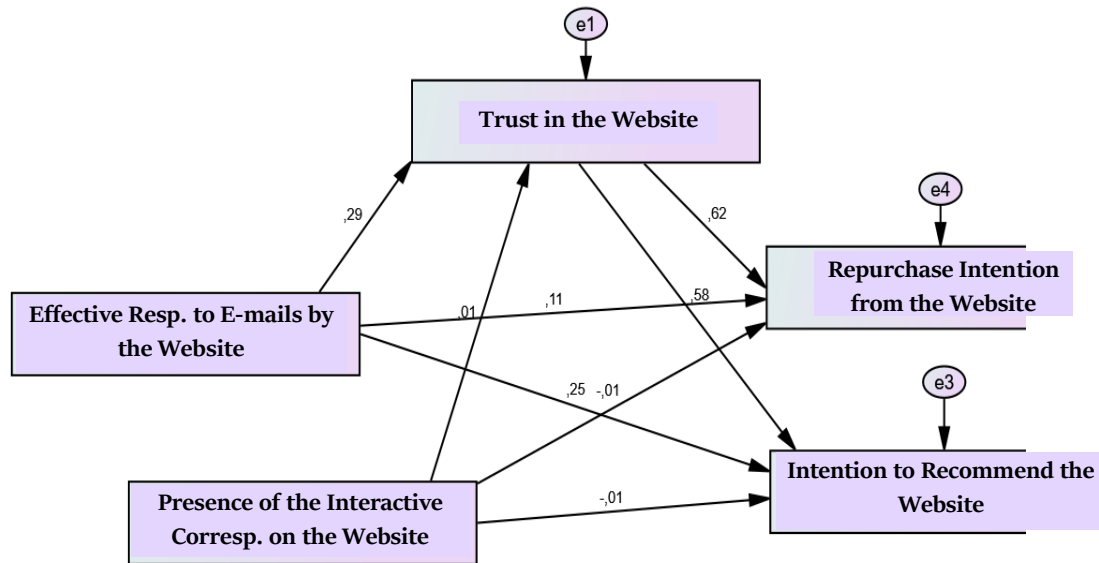 e1
Trust in the Website
e4
,29
,62
Repurchase Intention
from the Website
Effective Resp. to E-mails by
the Website
,01
,11
,58
e3
,25
-,01
Intention to Recommend the
Website
Presence of the Interactive
Corresp. on the Website
-,01